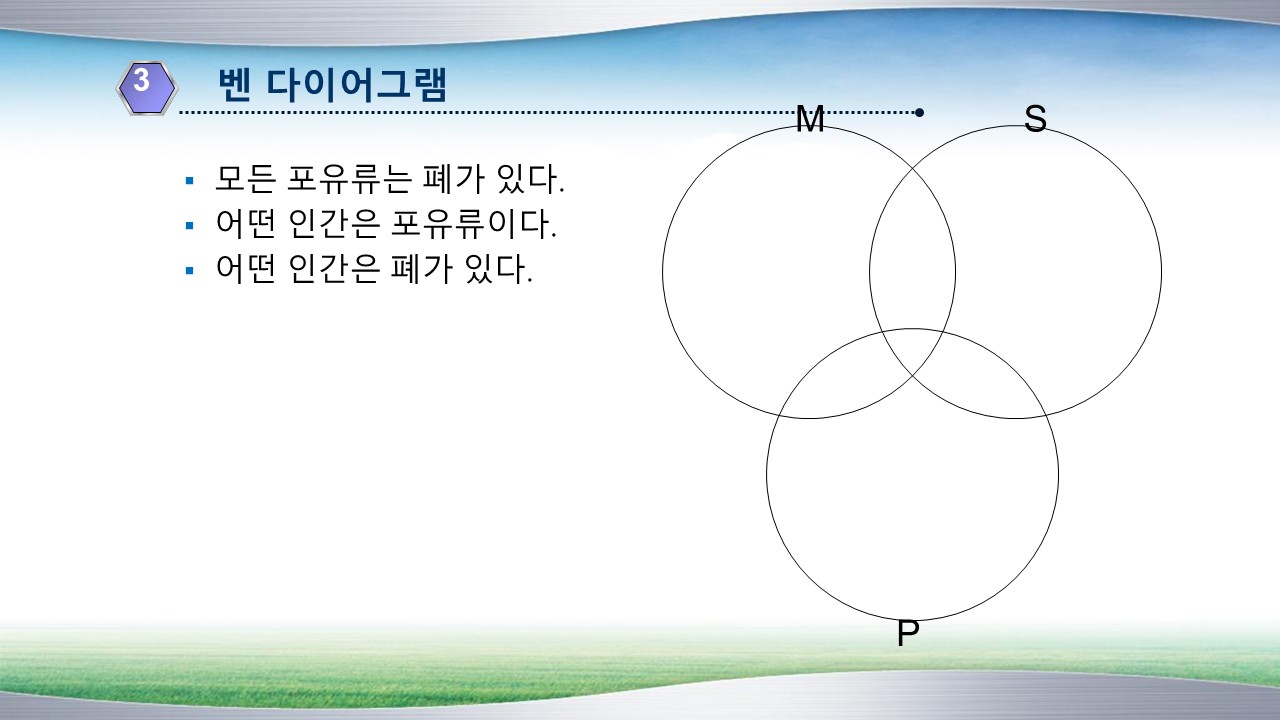 3
벤 다이어그램
M
S
모든 포유류는 폐가 있다.
어떤 인간은 포유류이다.
어떤 인간은 폐가 있다.
P